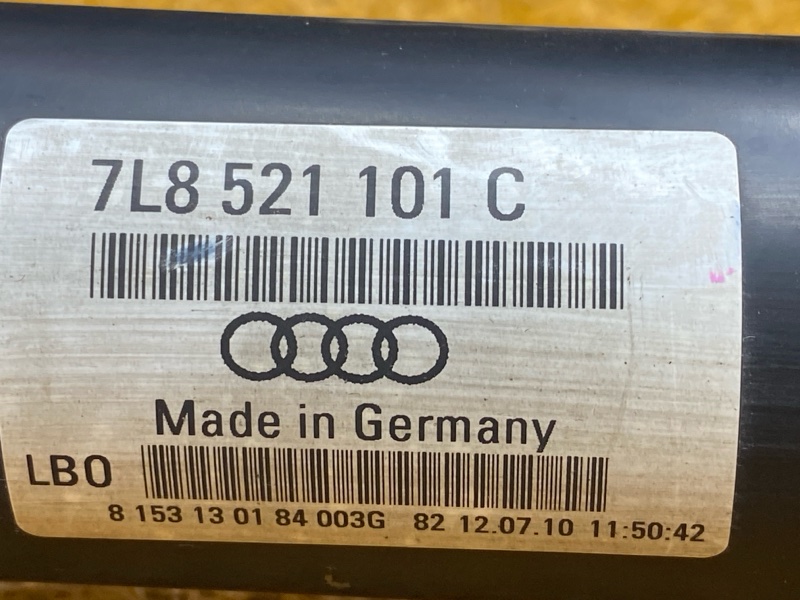 7L8 521 101 C
Made in Germany
LBO
8 153 13 01 84 003G 82 12.07.10 11:50:42